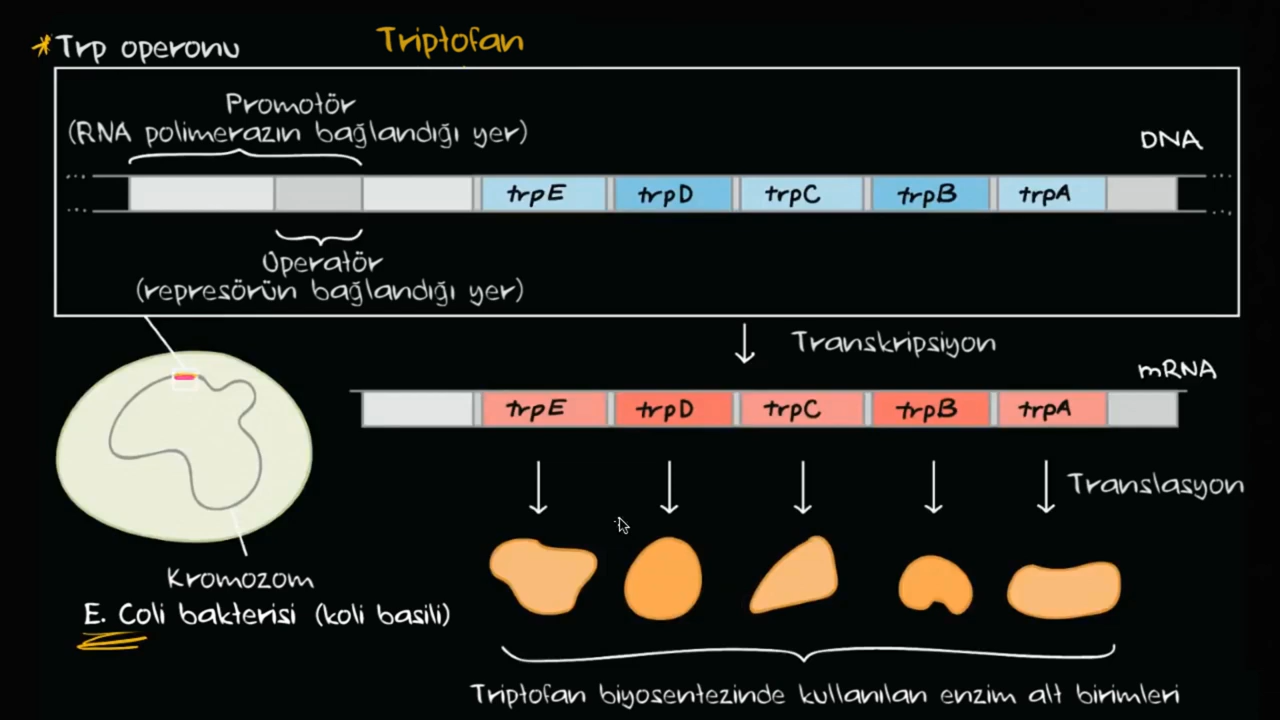 *Trp operonu
Triptofan
Promotör
(RNA polimerazın bağlandığı yer)
DNA
trpE trpD trpC trpB trpA
Operatör
(represörün bağlandığı yer)
Transkripsiyon
mRNA
trpE trpD trpC trpB trpA
Translasyon
Kromozom
E. Coli bakterisi (koli basili)
Triptofan biyosentezinde kullanılan enzim alt birimleri